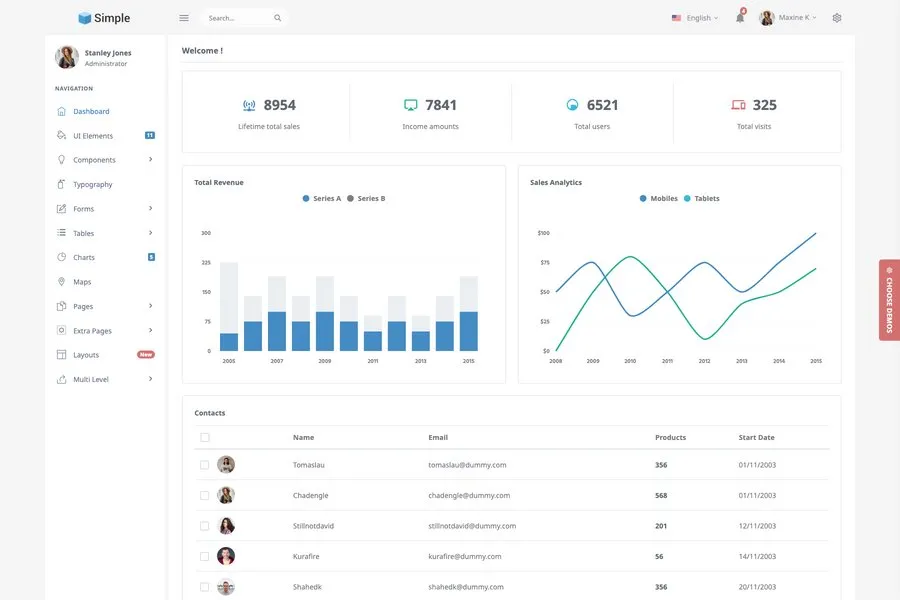 Simple
Search...
English
4
Maxine K
Stanley Jones
Administrator
NAVIGATION
Dashboard
UI Elements 11
Components
Typography
Forms
Tables
Charts 5
Maps
Pages
Extra Pages
Layouts New
Multi Level
Welcome !
8954
Lifetime total sales
7841
Income amounts
6521
Total users
325
Total visits
Total Revenue
Series A Series B
300
225
150
75
0
2005 2007 2009 2011 2013 2015
Sales Analytics
Mobiles Tablets
$100
$75
$50
$25
$0
2008 2009 2010 2011 2012 2013 2014 2015
CHOOSE DEMOS
Contacts
Name Email Products Start Date
Tomaslau tomaslau@dummy.com 356 01/11/2003
Chadengle chadengle@dummy.com 568 01/11/2003
Stillnotdavid stillnotdavid@dummy.com 201 12/11/2003
Kurafire kurafire@dummy.com 56 14/11/2003
Shahedk shahedk@dummy.com 356 20/11/2003